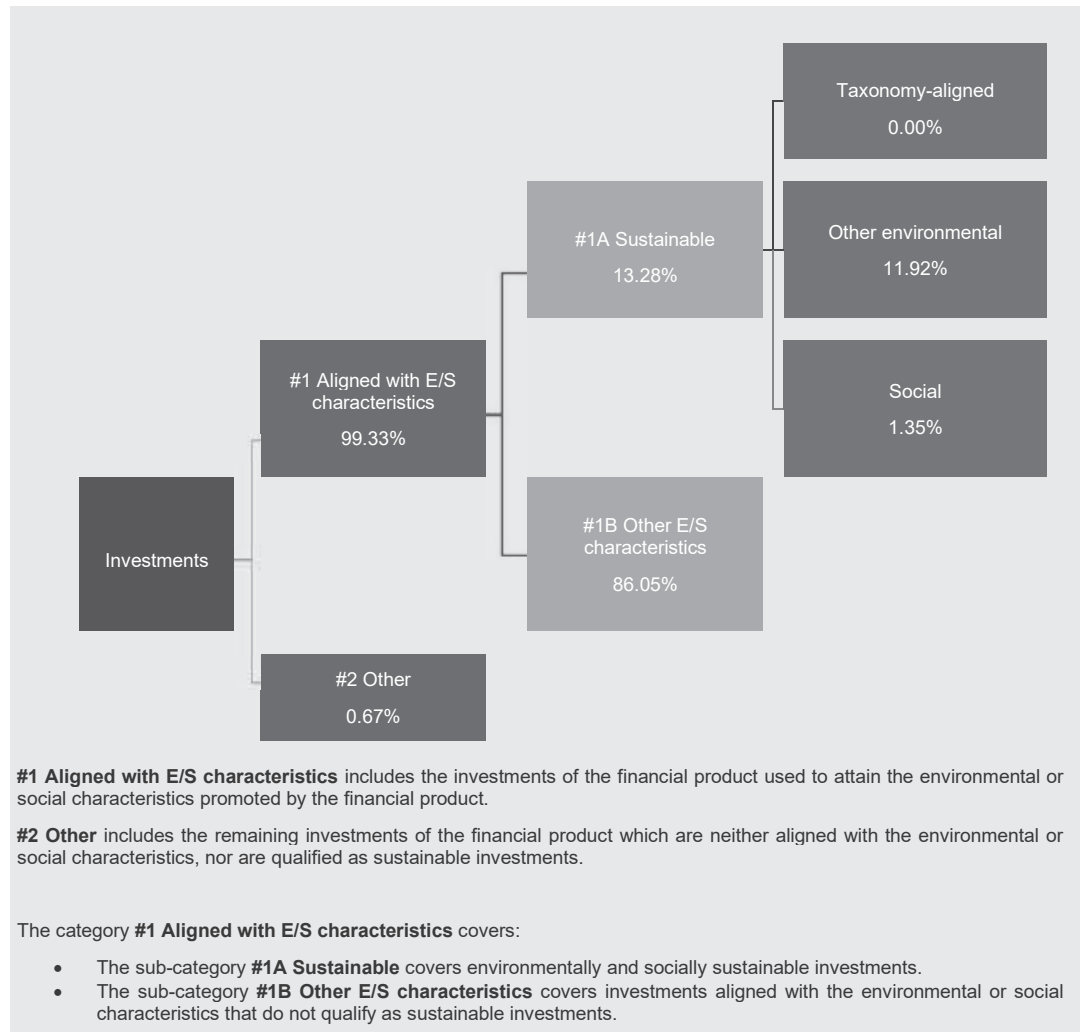 Taxonomy-aligned
0.00%
#1A Sustainable
13.28%
Other environmental
11.92%
#1 Aligned with E/S
characteristics
99.33%
Social
1.35%
Investments
#1B Other E/S
characteristics
86.05%
#2 Other
0.67%
#1 Aligned with E/S characteristics includes the investments of the financial product used to attain the environmental or
social characteristics promoted by the financial product.
#2 Other includes the remaining investments of the financial product which are neither aligned with the environmental or
social characteristics, nor are qualified as sustainable investments.
The category #1 Aligned with E/S characteristics covers:
• The sub-category #1A Sustainable covers environmentally and socially sustainable investments.
• The sub-category #1B Other E/S characteristics covers investments aligned with the environmental or social
characteristics that do not qualify as sustainable investments.